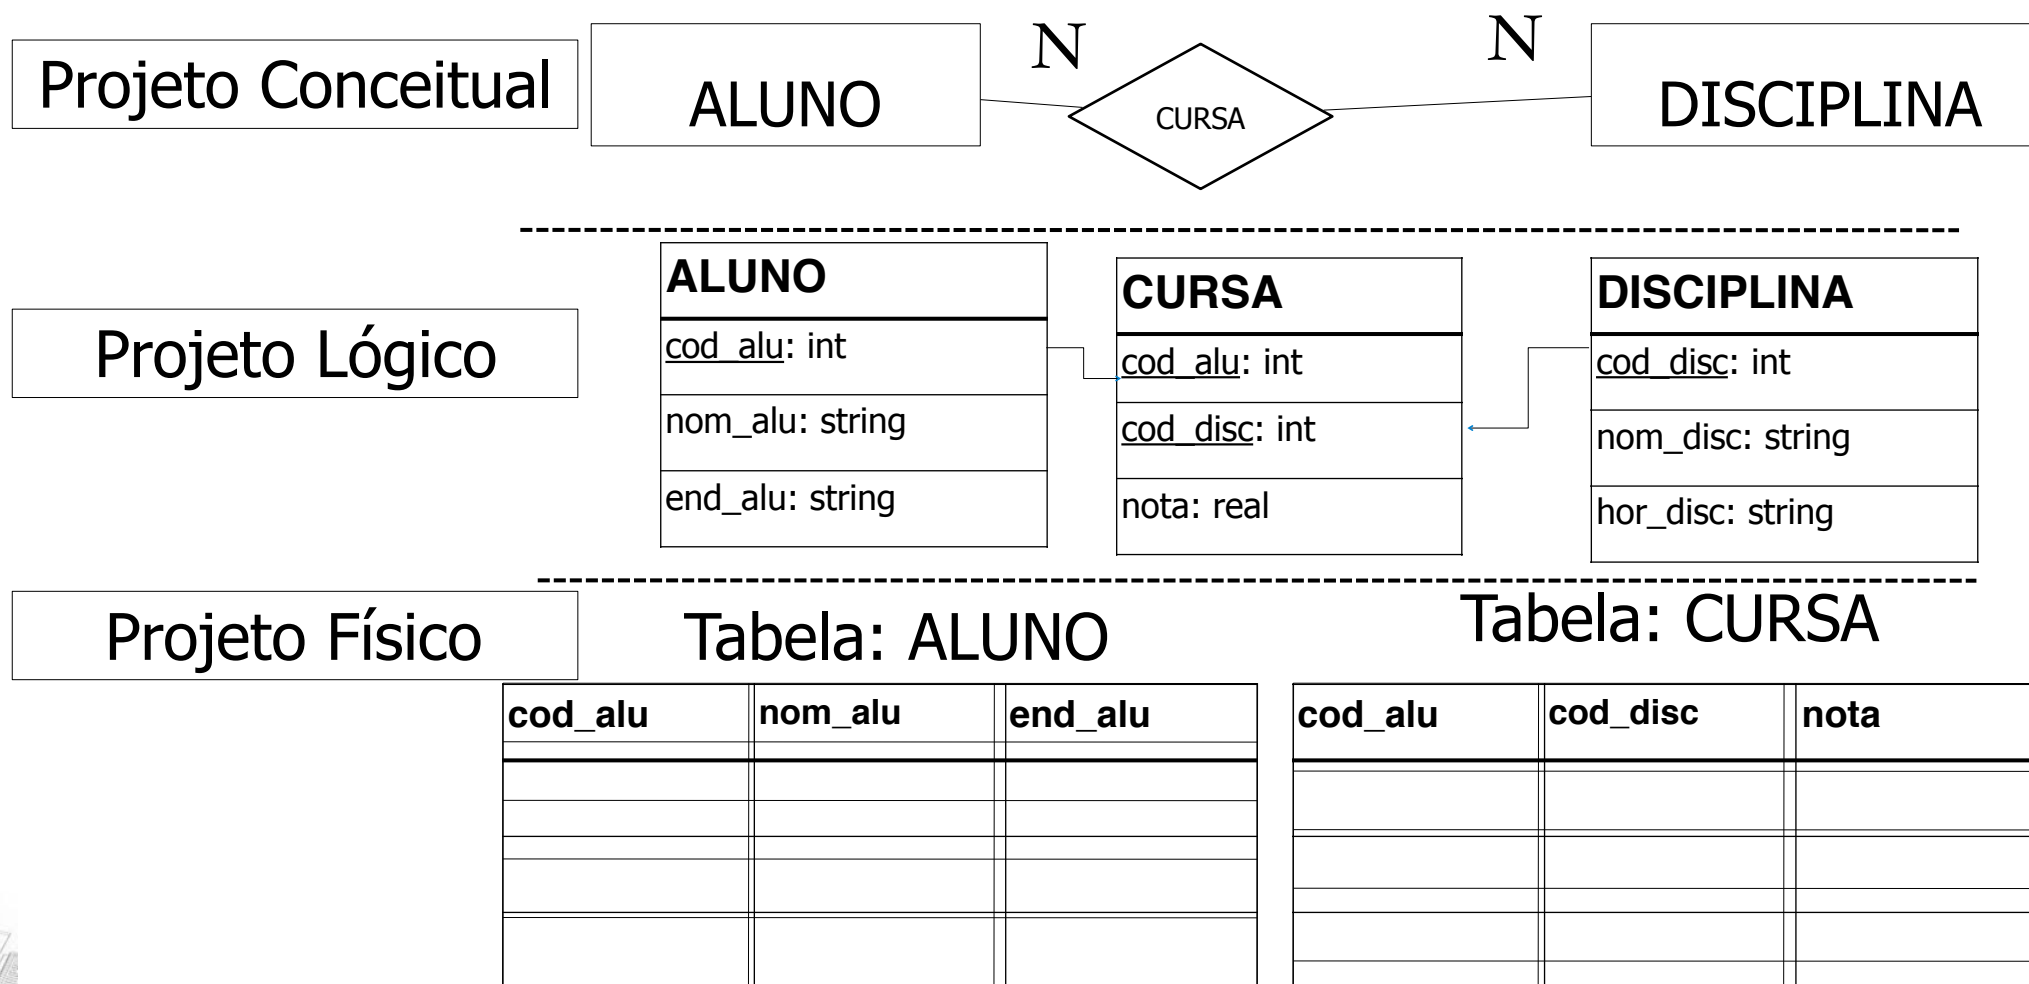 Projeto Conceitual
ALUNO
N
CURSA
N
DISCIPLINA
Projeto Lógico
ALUNO
cod_alu: int
nom_alu: string
end_alu: string
CURSA
cod_alu: int
cod_disc: int
nota: real
DISCIPLINA
cod_disc: int
nom_disc: string
hor_disc: string
Projeto Físico
Tabela: ALUNO
cod_alu nom_alu end_alu
Tabela: CURSA
cod_alu cod_disc nota